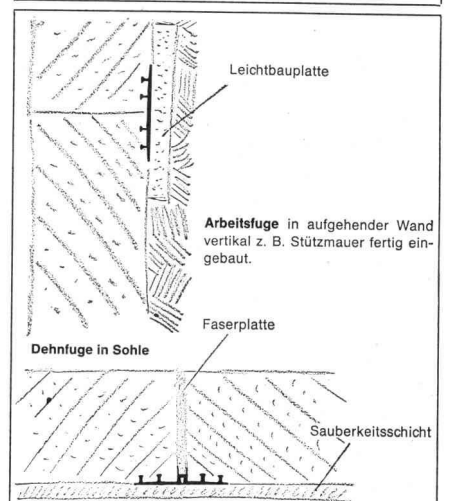 Leichtbauplatte
Arbeitsfuge in aufgehender Wand
vertikal z. B. Stützmauer fertig ein-
gebaut.
Faserplatte
Dehnfuge in Sohle
Sauberkeitsschicht